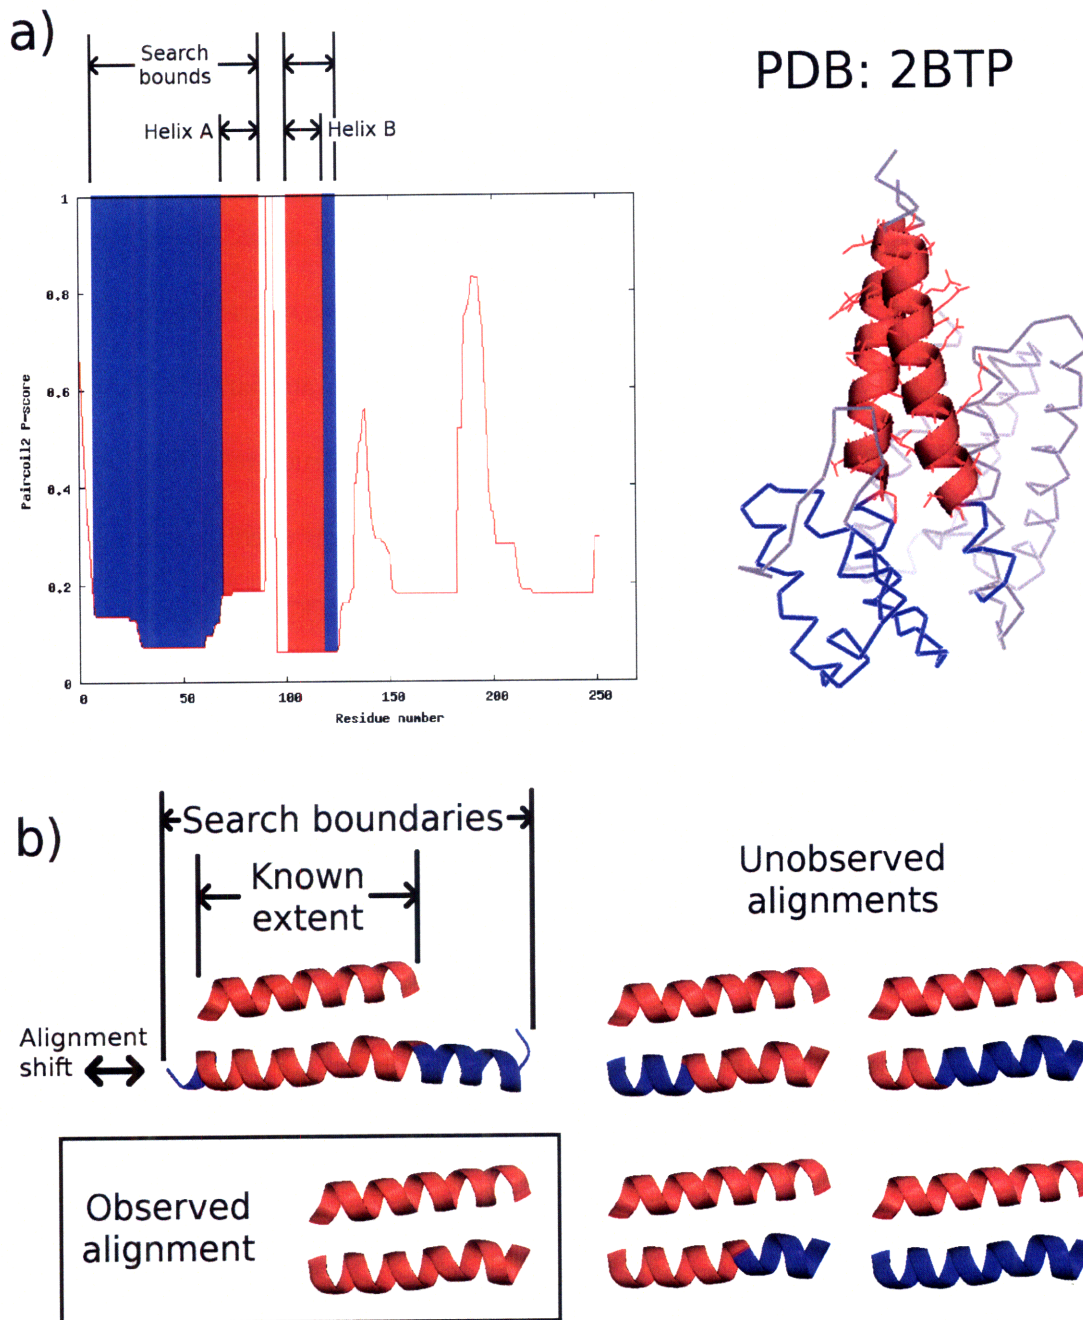 a)
Search
bounds
Helix A
Helix B
PDB: 2BTP
1
0.8
0.6
0.4
0.2
0
Paircoil2 P-score
0
50
100
150
200
250
Residue number
b)
Search boundaries
Known
extent
Alignment
shift
Unobserved
alignments
Observed
alignment